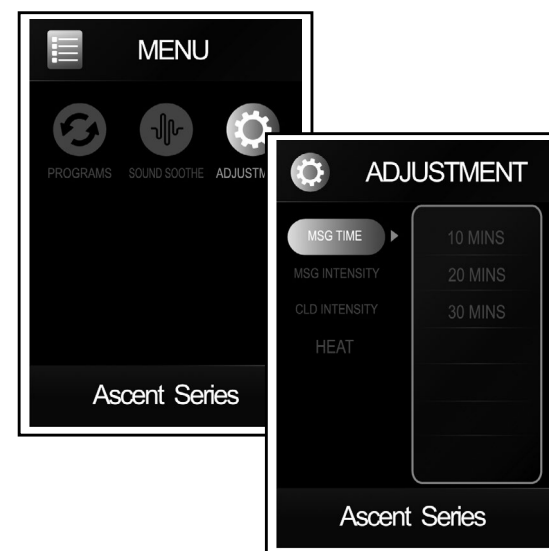 MENU
PROGRAMS SOUND SOOTHE ADJUSTM
Ascent Series
ADJUSTMENT
MSG TIME
MSG INTENSITY
CLD INTENSITY
HEAT
10 MINS
20 MINS
30 MINS
Ascent Series